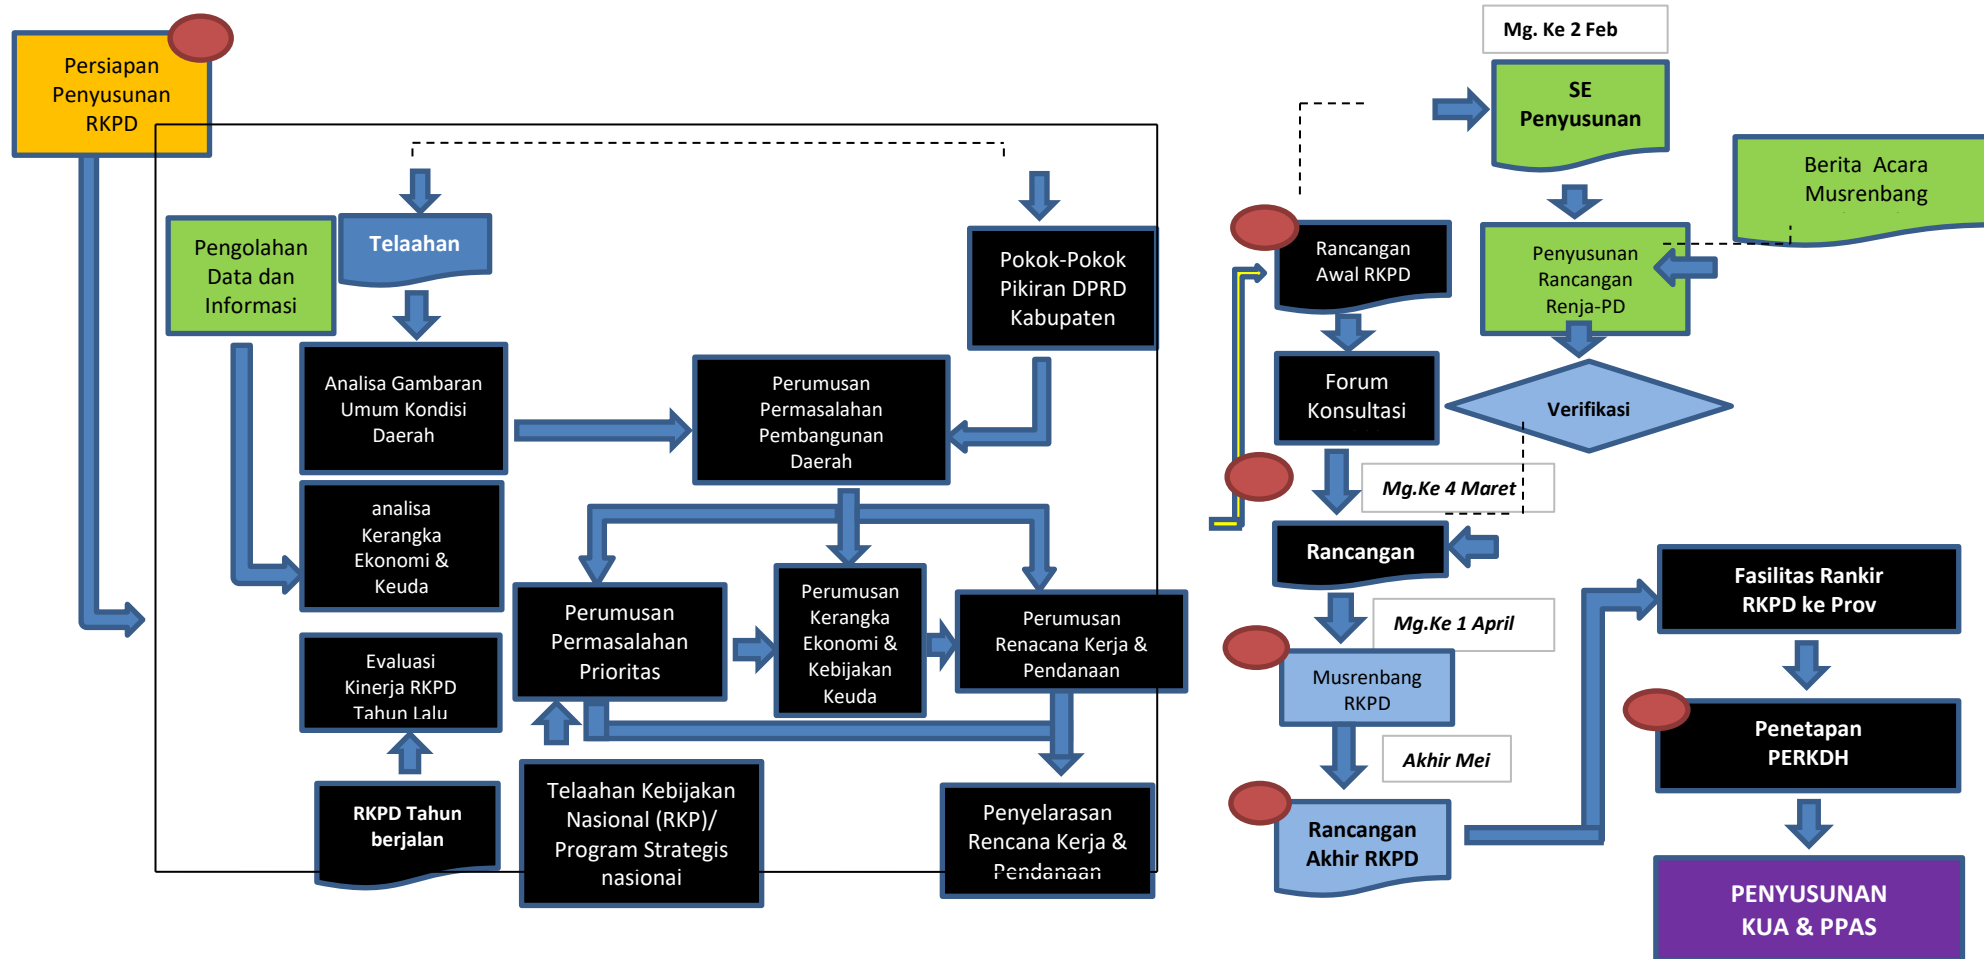 Persiapan
Penyusunan
RKPD
Pengolahan
Data dan
Informasi
Telaahan
Pokok-Pokok
Pikiran DPRD
Kabupaten
Analisa Gambaran
Umum Kondisi
Daerah
Perumusan
Permasalahan
Pembangunan
Daerah
analisa
Kerangka
Ekonomi &
Keuda
Perumusan
Permasalahan
Prioritas
Perumusan
Kerangka
Ekonomi &
Kebijakan
Keuda
Perumusan
Renacana Kerja &
Pendanaan
Evaluasi
Kinerja RKPD
Tahun Lalu
RKPD Tahun
berjalan
Telaahan Kebijakan
Nasional (RKP)/
Program Strategis
nasionai
Penyelarasan
Rencana Kerja &
Pendanaan
Mg. Ke 2 Feb
SE
Penyusunan
Berita Acara
Musrenbang
Rancangan
Awal RKPD
Penyusunan
Rancangan
Renja-PD
Forum
Konsultasi
Verifikasi
Mg.Ke 4 Maret
Rancangan
Mg.Ke 1 April
Musrenbang
RKPD
Akhir Mei
Rancangan
Akhir RKPD
Fasilitas Rankir
RKPD ke Prov
Penetapan
PERKDH
PENYUSUNAN
KUA & PPAS